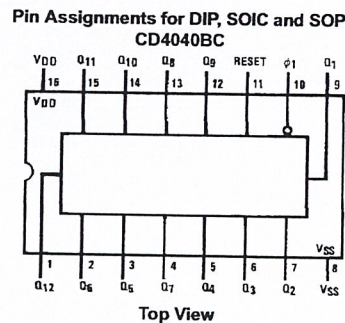 Pin Assignments for DIP, SOIC and SOP
CD4040BC
VDD Q11 Q10 Q8 Q9 RESET ϕ1 Q1
16 15 14 13 12 11 10 9
VDD
VSS
1 2 3 4 5 6 7 8
Q12 Q6 Q5 Q7 Q4 Q3 Q2 VSS
Top View